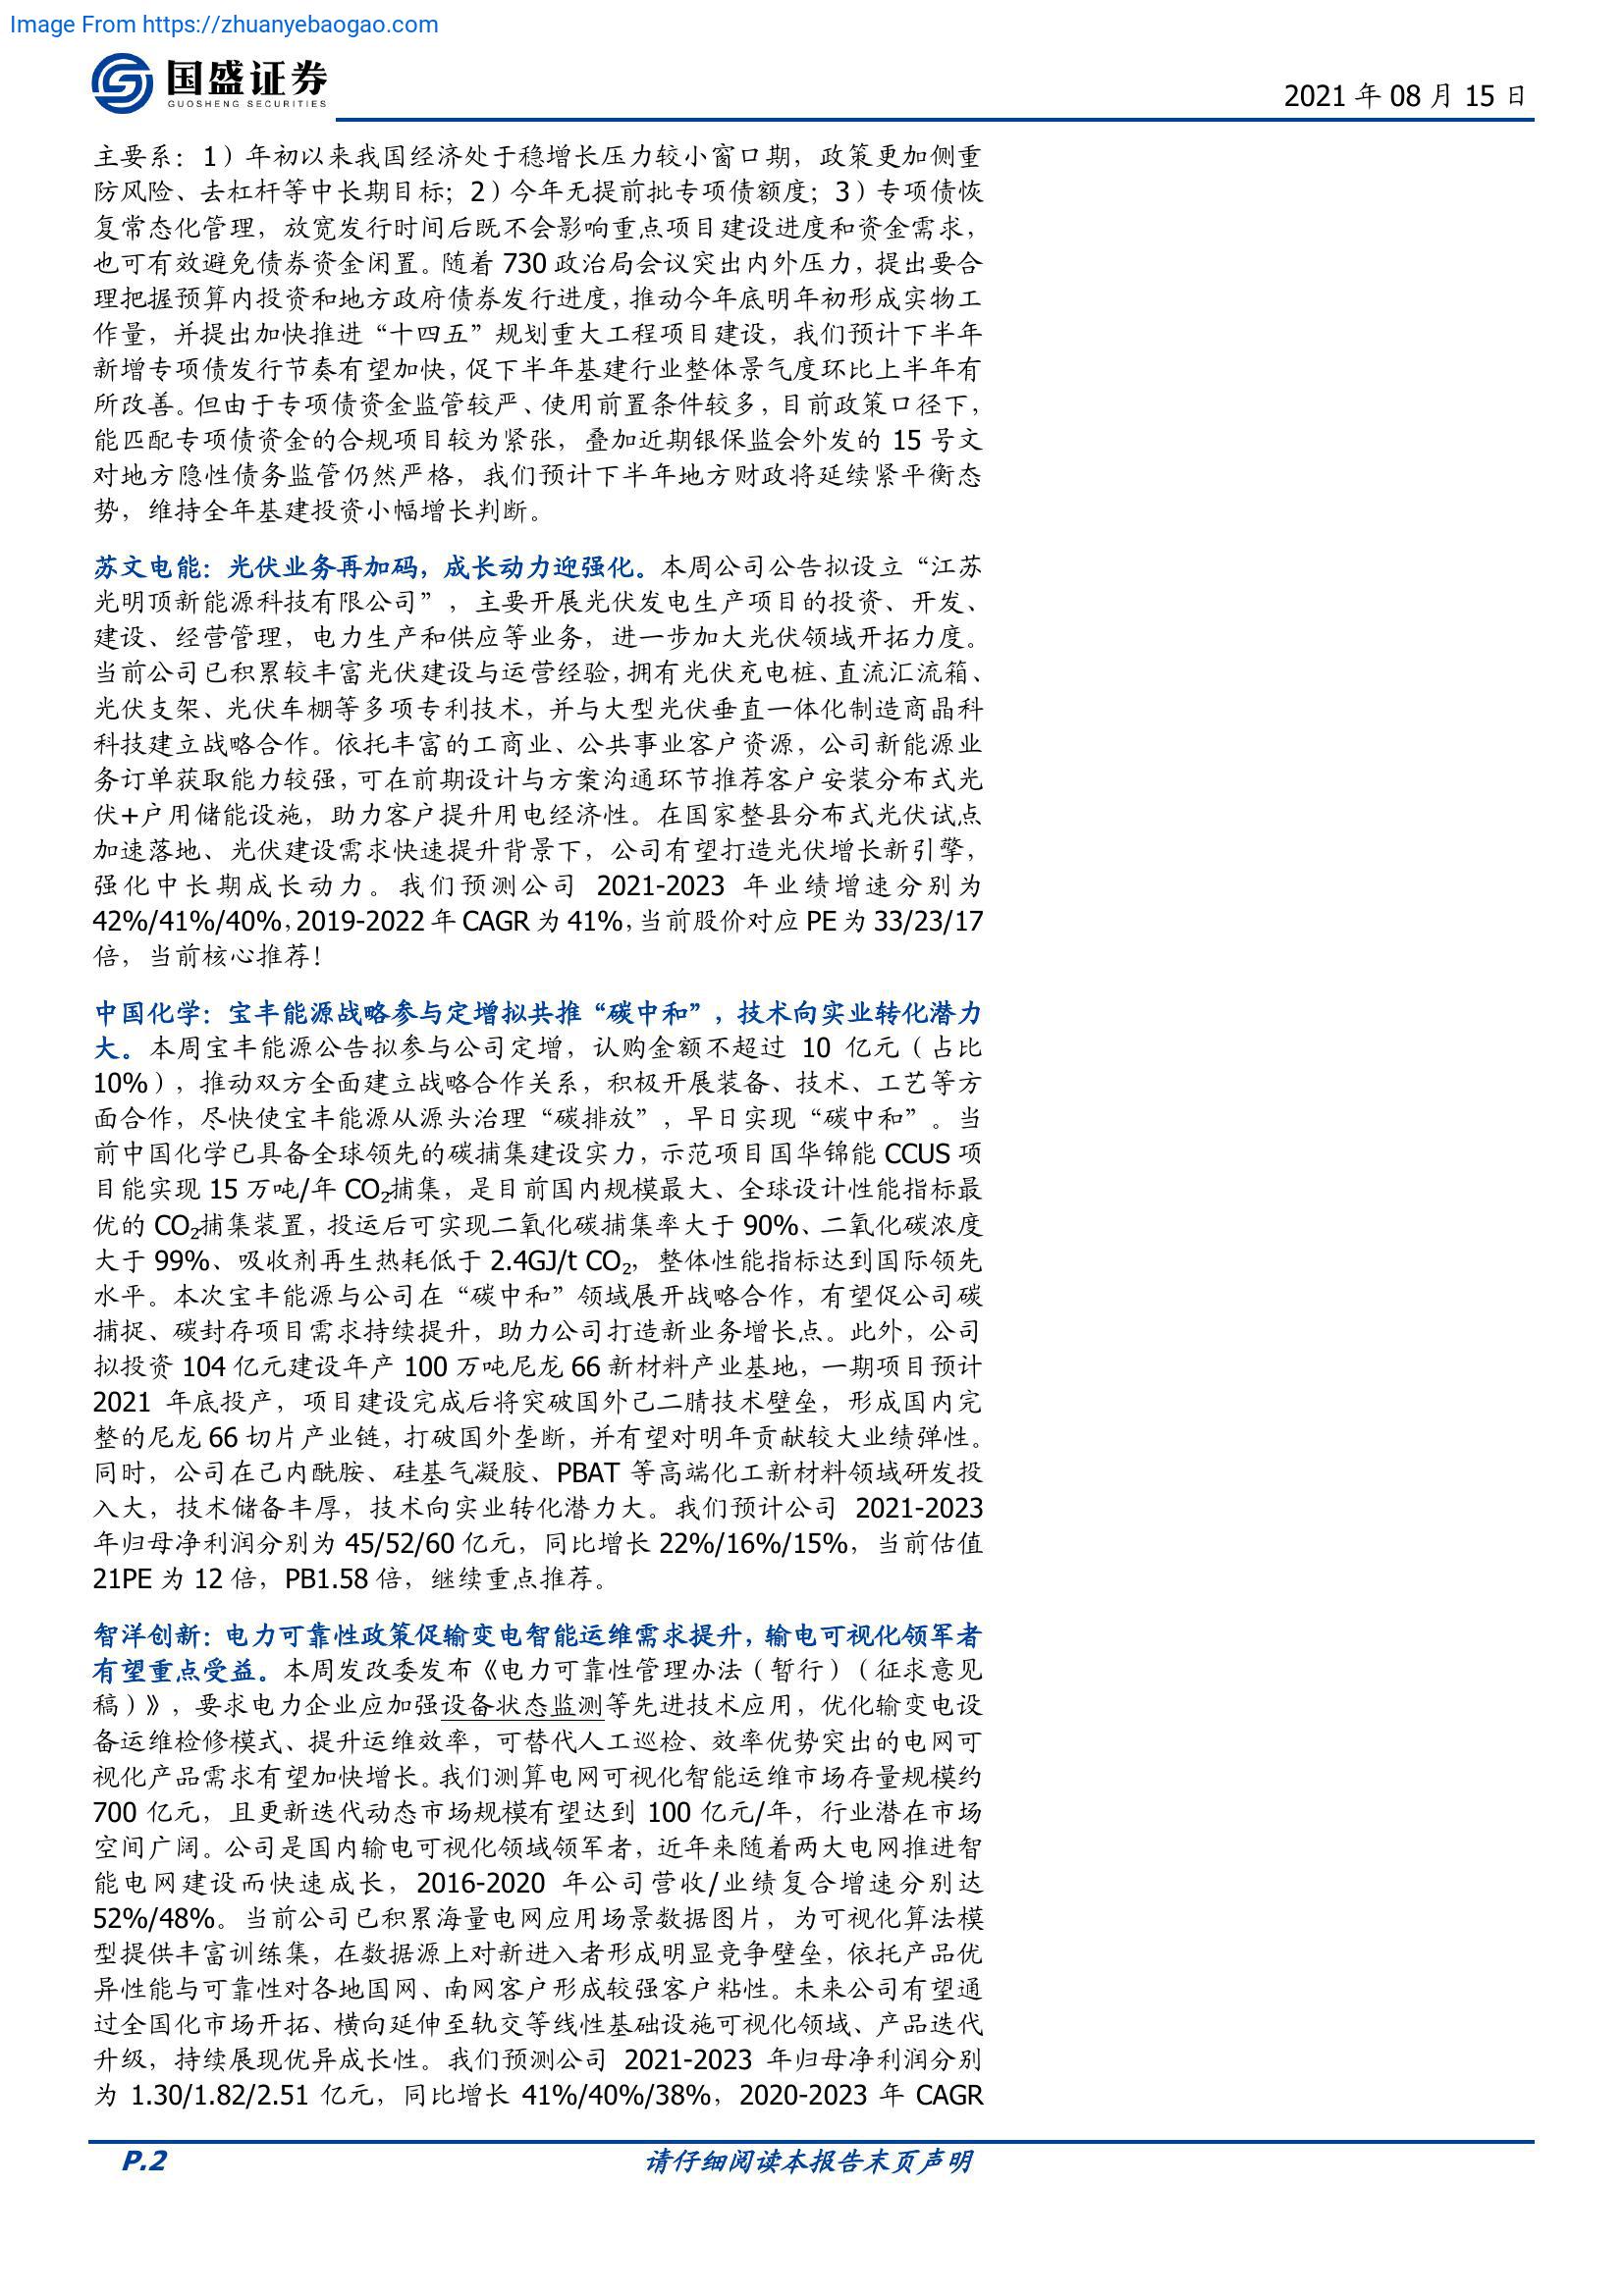 Image From https://zhuanyebaogao.com
国盛证券
GUOSHENG SECURITIES
2021 年 08 月 15 日
主要系：1）年初以来我国经济处于稳增长压力较小窗口期，政策更加侧重
防风险、去杠杆等中长期目标；2）今年无提前批专项债额度；3）专项债恢
复常态化管理，放宽发行时间后既不会影响重点项目建设进度和资金需求，
也可有效避免债券资金闲置。随着 730 政治局会议突出内外压力，提出要合
理把握预算内投资和地方政府债券发行进度，推动今年底明年初形成实物工
作量，并提出加快推进“十四五”规划重大工程项目建设，我们预计下半年
新增专项债发行节奏有望加快，促下半年基建行业整体景气度环比上半年有
所改善。但由于专项债资金监管较严、使用前置条件较多，目前政策口径下，
能匹配专项债资金的合规项目较为紧张，叠加近期银保监会外发的 15 号文
对地方隐性债务监管仍然严格，我们预计下半年地方财政将延续紧平衡态
势，维持全年基建投资小幅增长判断。
苏文电能：光伏业务再加码，成长动力迎强化。本周公司公告拟设立“江苏
光明顶新能源科技有限公司”，主要开展光伏发电生产项目的投资、开发、
建设、经营管理，电力生产和供应等业务，进一步加大光伏领域开拓力度。
当前公司已积累较丰富光伏建设与运营经验，拥有光伏充电桩、直流汇流箱、
光伏支架、光伏车棚等多项专利技术，并与大型光伏垂直一体化制造商晶科
科技建立战略合作。依托丰富的工商业、公共事业客户资源，公司新能源业
务订单获取能力较强，可在前期设计与方案沟通环节推荐客户安装分布式光
伏+户用储能设施，助力客户提升用电经济性。在国家整县分布式光伏试点
加速落地、光伏建设需求快速提升背景下，公司有望打造光伏增长新引擎，
强化中长期成长动力。我们预测公司 2021-2023 年业绩增速分别为
42%/41%/40%，2019-2022 年 CAGR 为 41%，当前股价对应 PE 为 33/23/17
倍，当前核心推荐！
中国化学：宝丰能源战略参与定增拟共推“碳中和”，技术向实业转化潜力
大。本周宝丰能源公告拟参与公司定增，认购金额不超过 10 亿元（占比
10%），推动双方全面建立战略合作关系，积极开展装备、技术、工艺等方
面合作，尽快使宝丰能源从源头治理“碳排放”，早日实现“碳中和”。当
前中国化学已具备全球领先的碳捕集建设实力，示范项目国华锦能 CCUS 项
目能实现 15 万吨/年 CO₂捕集，是目前国内规模最大、全球设计性能指标最
优的 CO₂捕集装置，投运后可实现二氧化碳捕集率大于 90%、二氧化碳浓度
大于 99%、吸收剂再生热耗低于 2.4GJ/t CO₂，整体性能指标达到国际领先
水平。本次宝丰能源与公司在“碳中和”领域展开战略合作，有望促公司碳
捕捉、碳封存项目需求持续提升，助力公司打造新业务增长点。此外，公司
拟投资 104 亿元建设年产 100 万吨尼龙 66 新材料产业基地，一期项目预计
2021 年底投产，项目建设完成后将突破国外己二腈技术壁垒，形成国内完
整的尼龙 66 切片产业链，打破国外垄断，并有望对明年贡献较大业绩弹性。
同时，公司在己内酰胺、硅基气凝胶、PBAT 等高端化工新材料领域研发投
入大，技术储备丰厚，技术向实业转化潜力大。我们预计公司 2021-2023
年归母净利润分别为 45/52/60 亿元，同比增长 22%/16%/15%，当前估值
21PE 为 12 倍，PB1.58 倍，继续重点推荐。
智洋创新：电力可靠性政策促输变电智能运维需求提升，输电可视化领军者
有望重点受益。本周发改委发布《电力可靠性管理办法（暂行）（征求意见
稿）》，要求电力企业应加强设备状态监测等先进技术应用，优化输变电设
备运维检修模式、提升运维效率，可替代人工巡检、效率优势突出的电网可
视化产品需求有望加快增长。我们测算电网可视化智能运维市场存量规模约
700 亿元，且更新迭代动态市场规模有望达到 100 亿元/年，行业潜在市场
空间广阔。公司是国内输电可视化领域领军者，近年来随着两大电网推进智
能电网建设而快速成长，2016-2020 年公司营收/业绩复合增速分别达
52%/48%。当前公司已积累海量电网应用场景数据图片，为可视化算法模
型提供丰富训练集，在数据源上对新进入者形成明显竞争壁垒，依托产品优
异性能与可靠性对各地国网、南网客户形成较强客户粘性。未来公司有望通
过全国化市场开拓、横向延伸至轨交等线性基础设施可视化领域、产品迭代
升级，持续展现优异成长性。我们预测公司 2021-2023 年归母净利润分别
为 1.30/1.82/2.51 亿元，同比增长 41%/40%/38%，2020-2023 年 CAGR
P.2
请仔细阅读本报告末页声明